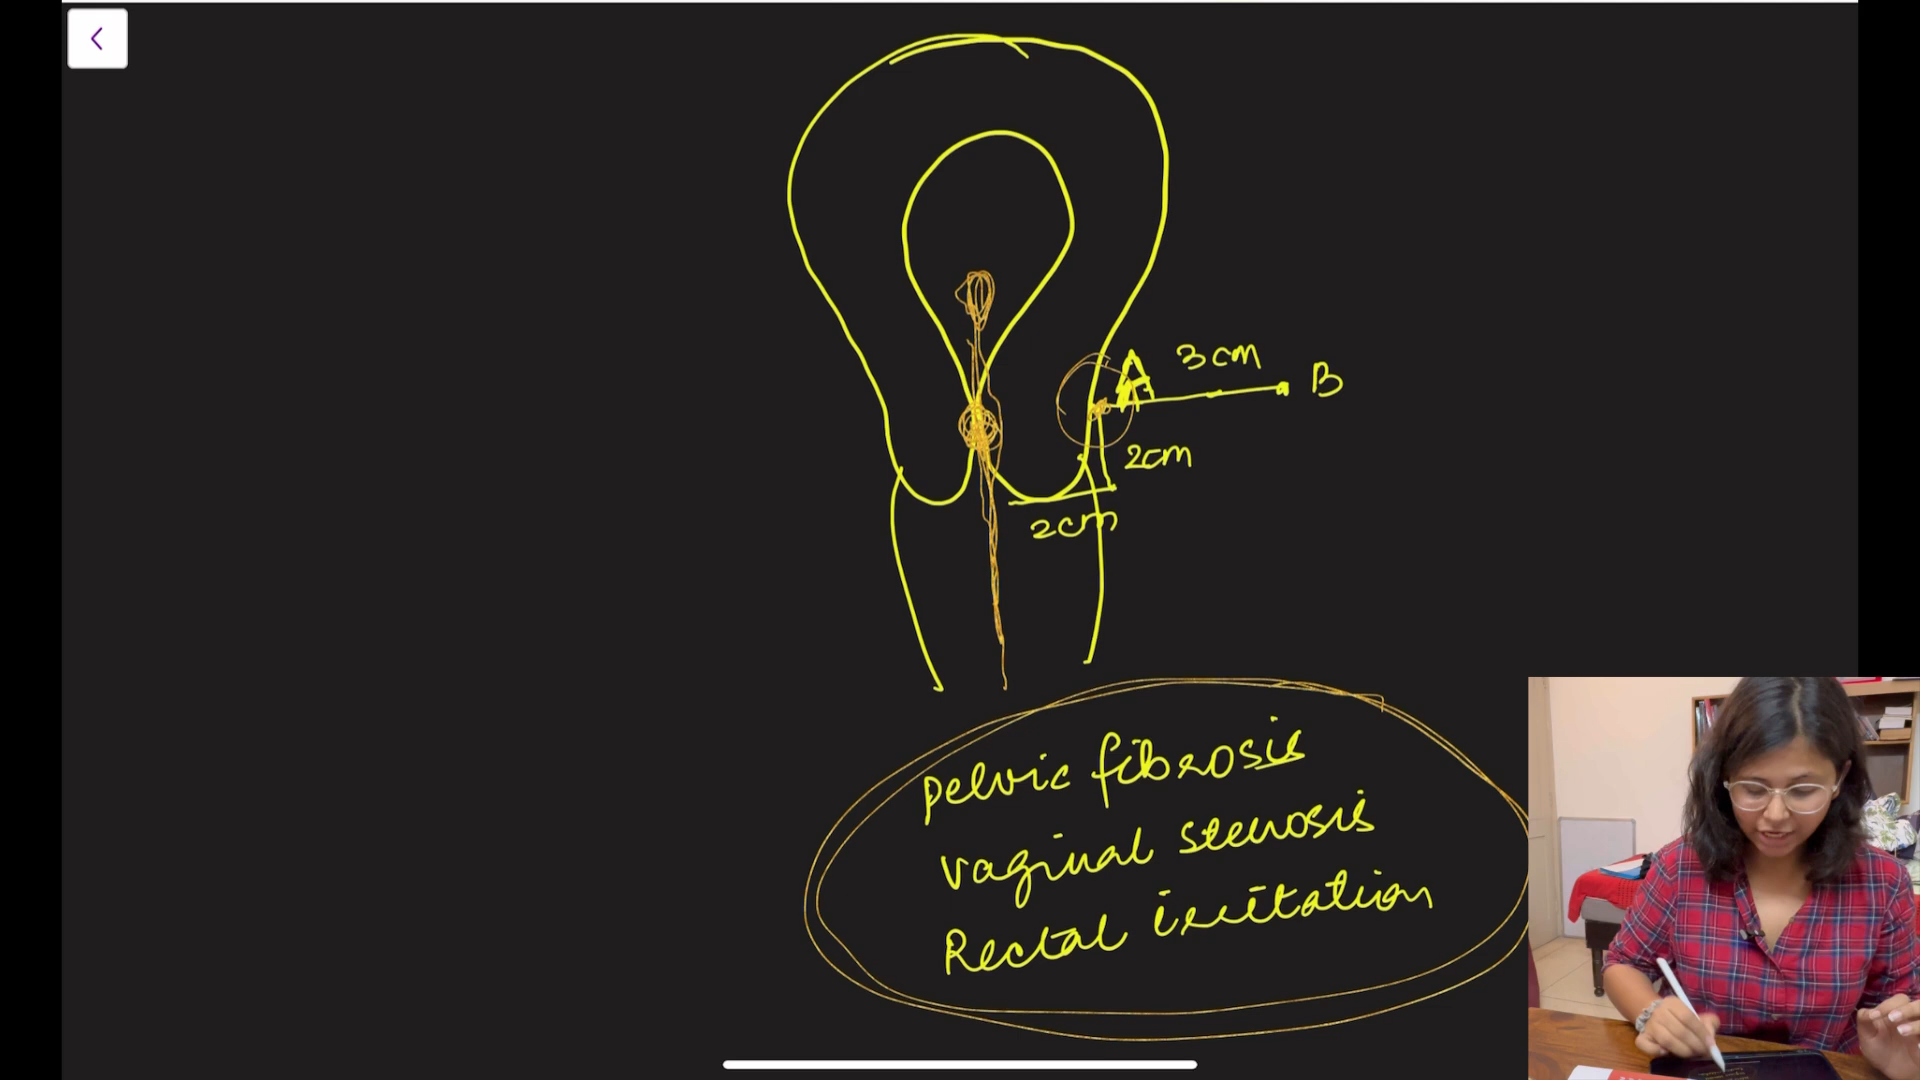 A 3cm B
2cm
2cm
Pelvic fibrosis
vaginal stenosis
Rectal irritation